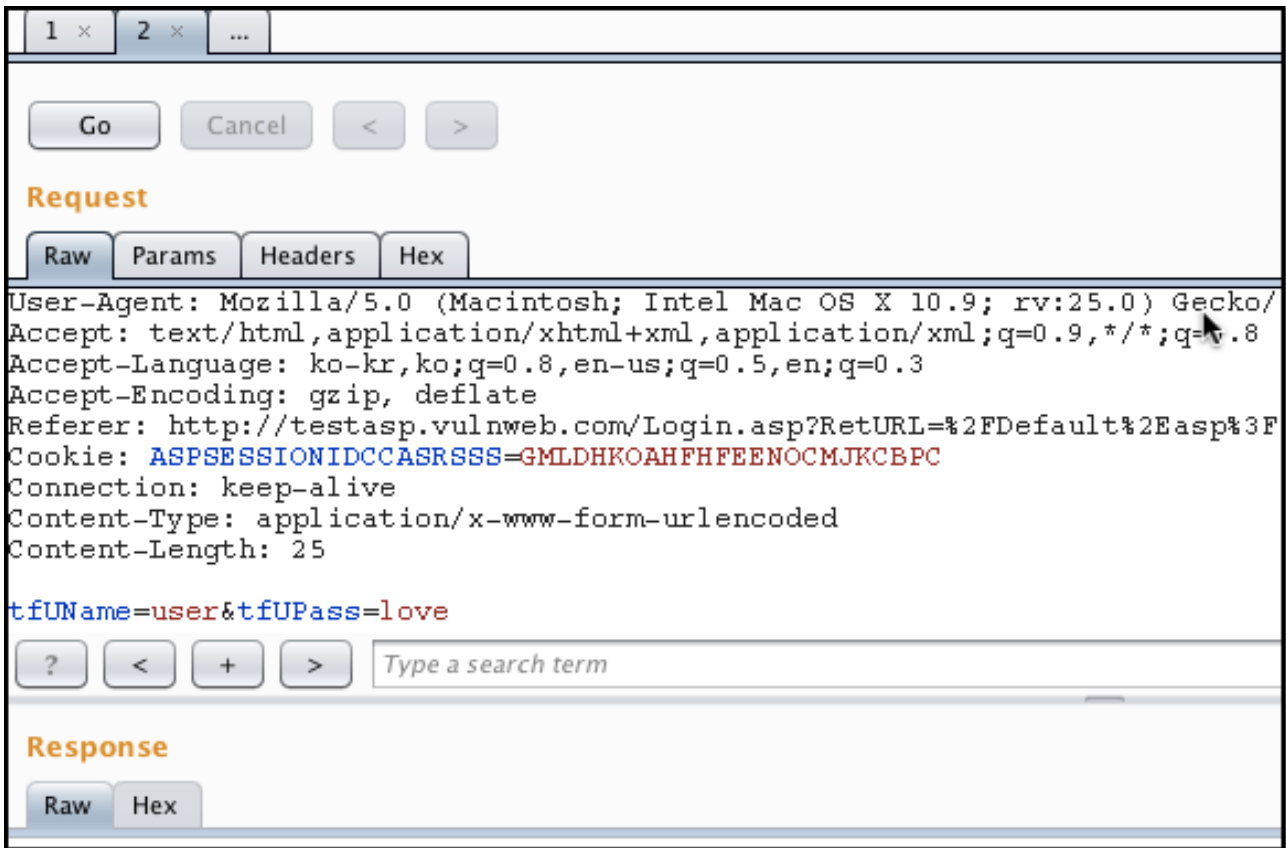 1 × 2 × ...
Go Cancel < >
Request
Raw Params Headers Hex
User-Agent: Mozilla/5.0 (Macintosh; Intel Mac OS X 10.9; rv:25.0) Gecko/
Accept: text/html,application/xhtml+xml,application/xml;q=0.9,*/*;q=0.8
Accept-Language: ko-kr,ko;q=0.8,en-us;q=0.5,en;q=0.3
Accept-Encoding: gzip, deflate
Referer: http://testasp.vulnweb.com/Login.asp?RetURL=%2FDefault%2Easp%3F
Cookie: ASPSESSIONIDCCASRSSS=GMLDHKOAHFHFEENOCMJKCBPC
Connection: keep-alive
Content-Type: application/x-www-form-urlencoded
Content-Length: 25
tfUName=user&tfUPass=love
? < + > Type a search term
Response
Raw Hex